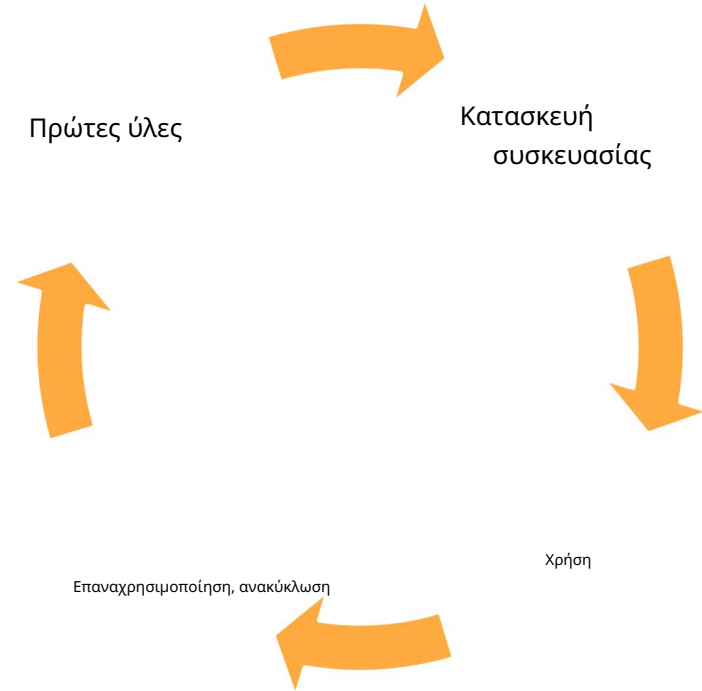 Πρώτες ύλες
Κατασκευή
συσκευασίας
Χρήση
Επαναχρησιμοποίηση, ανακύκλωση